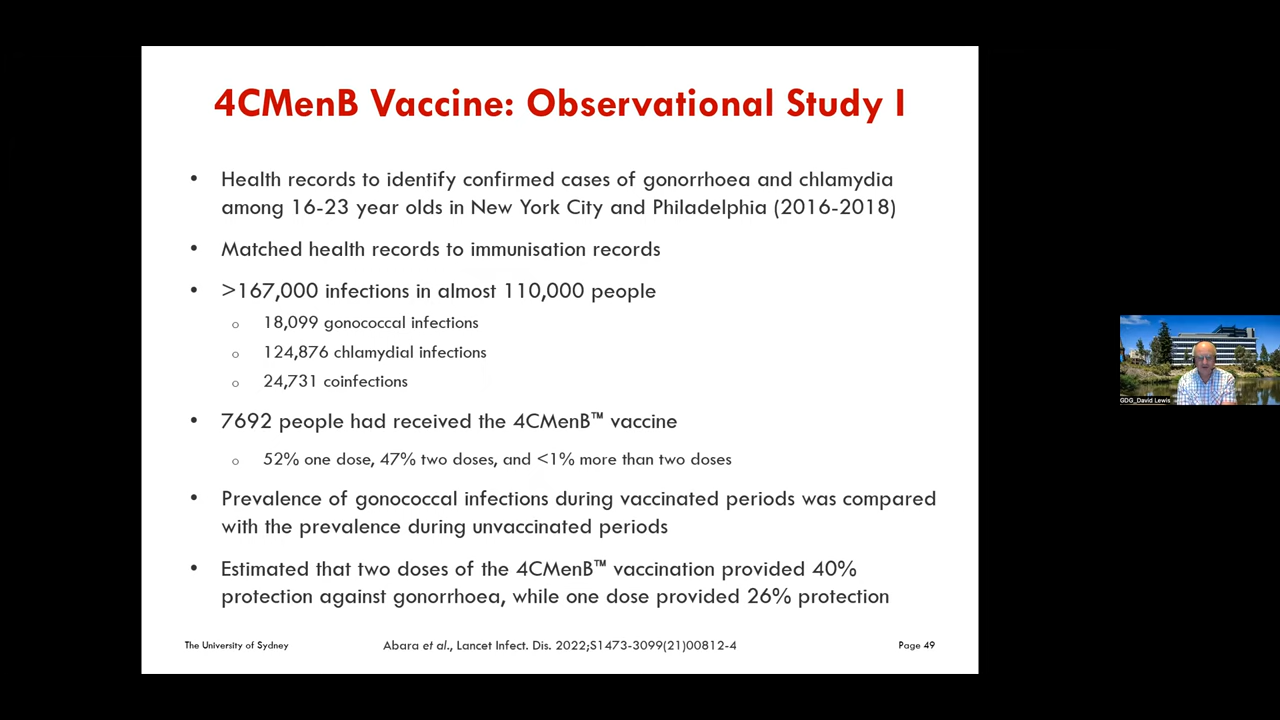 4CMenB Vaccine: Observational Study I
• Health records to identify confirmed cases of gonorrhoea and chlamydia
among 16-23 year olds in New York City and Philadelphia (2016-2018)
• Matched health records to immunisation records
• >167,000 infections in almost 110,000 people
o 18,099 gonococcal infections
o 124,876 chlamydial infections
o 24,731 coinfections
• 7692 people had received the 4CMenB™ vaccine
o 52% one dose, 47% two doses, and <1% more than two doses
• Prevalence of gonococcal infections during vaccinated periods was compared
with the prevalence during unvaccinated periods
• Estimated that two doses of the 4CMenB™ vaccination provided 40%
protection against gonorrhoea, while one dose provided 26% protection
The University of Sydney
Abara et al., Lancet Infect. Dis. 2022;S1473-3099(21)00812-4
Page 49
GDG_David Lewis